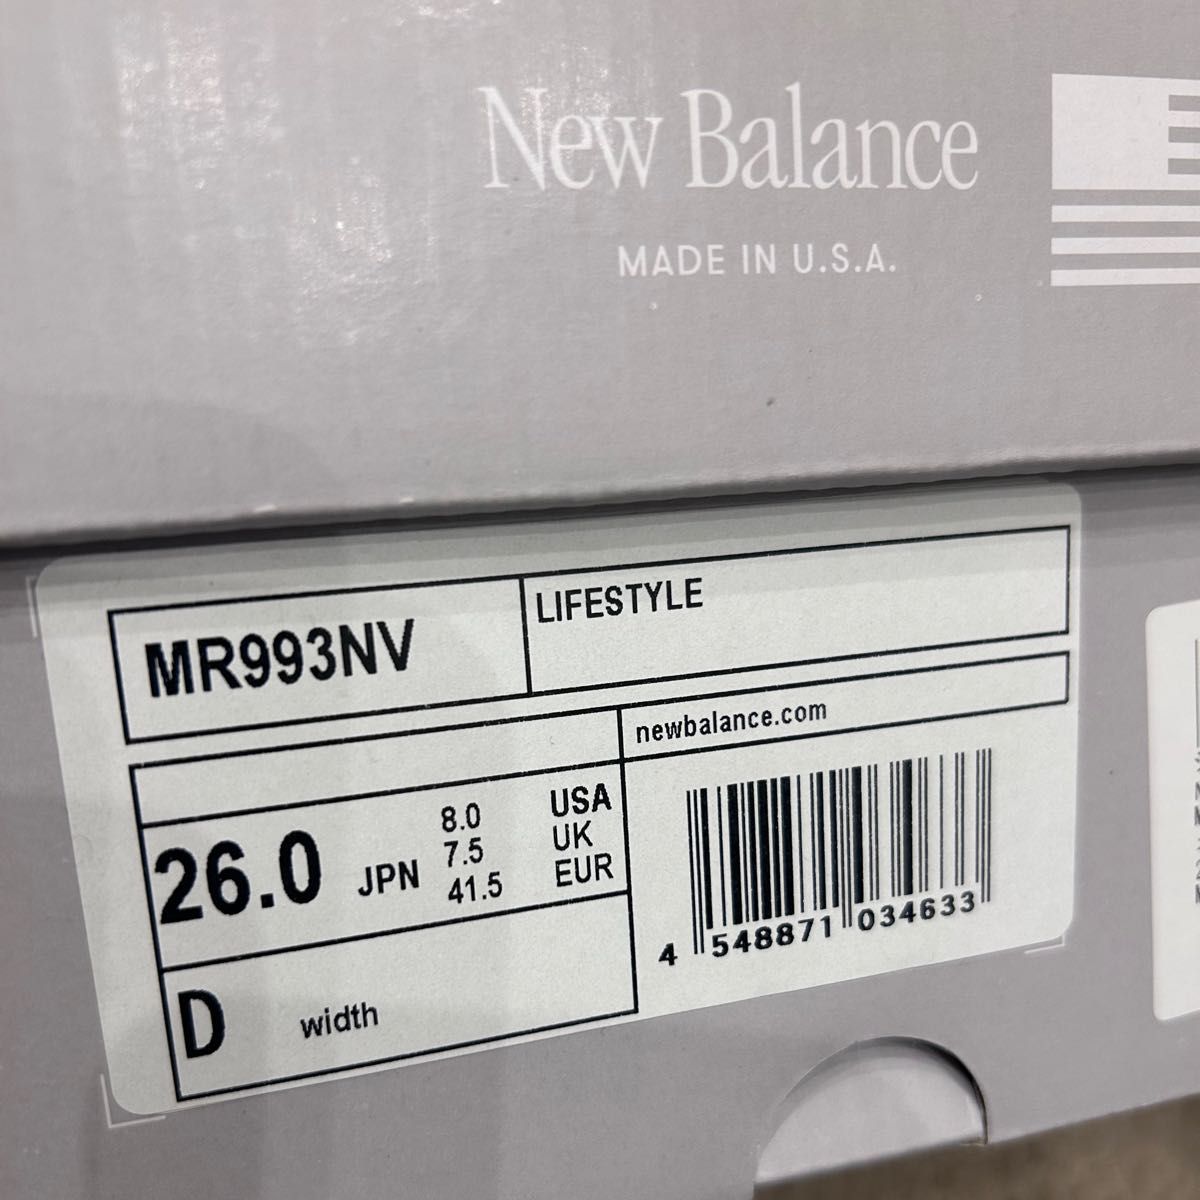 New Balance
MADE IN U.S.A.
MR993NV
LIFESTYLE
newbalance.com
26.0 JPN
8.0 USA
7.5 UK
41.5 EUR
D width
4 548871 034633